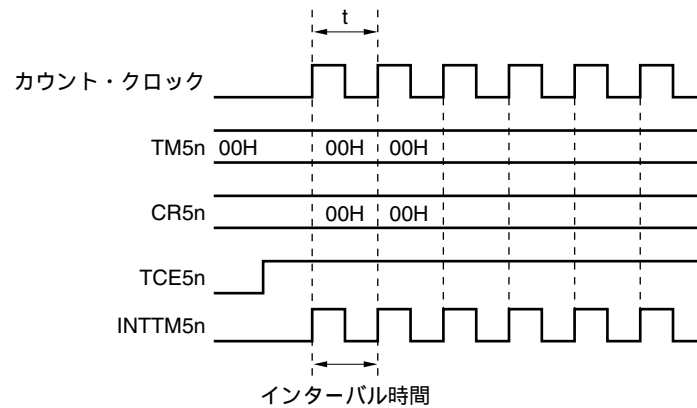 t
カウント・クロック
TM5n 00H 00H 00H
CR5n 00H 00H
TCE5n
INTTM5n
インターバル時間